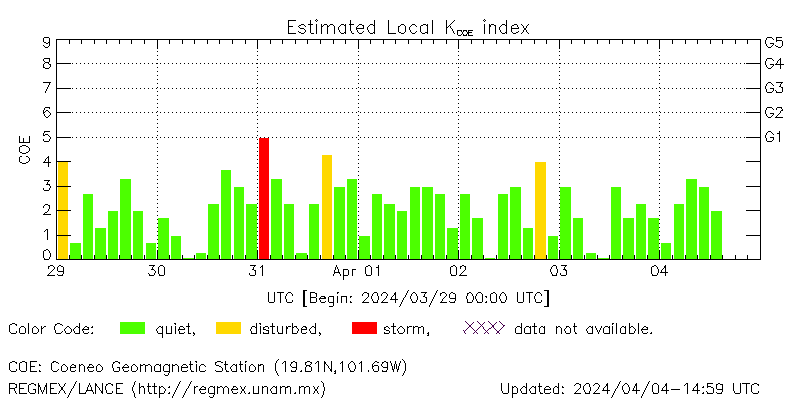 Estimated Local KCOE index
9 G5
8 G4
7 G3
6 G2
5 G1
COE
4
3
2
1
0
29 30 31 Apr 01 02 03 04
UTC [Begin: 2024/03/29 00:00 UTC]
Color Code: quiet, disturbed, storm, data not available.
COE: Coeneo Geomagnetic Station (19.81N,101.69W)
REGMEX/LANCE (http://regmex.unam.mx) Updated: 2024/04/04-14:59 UTC